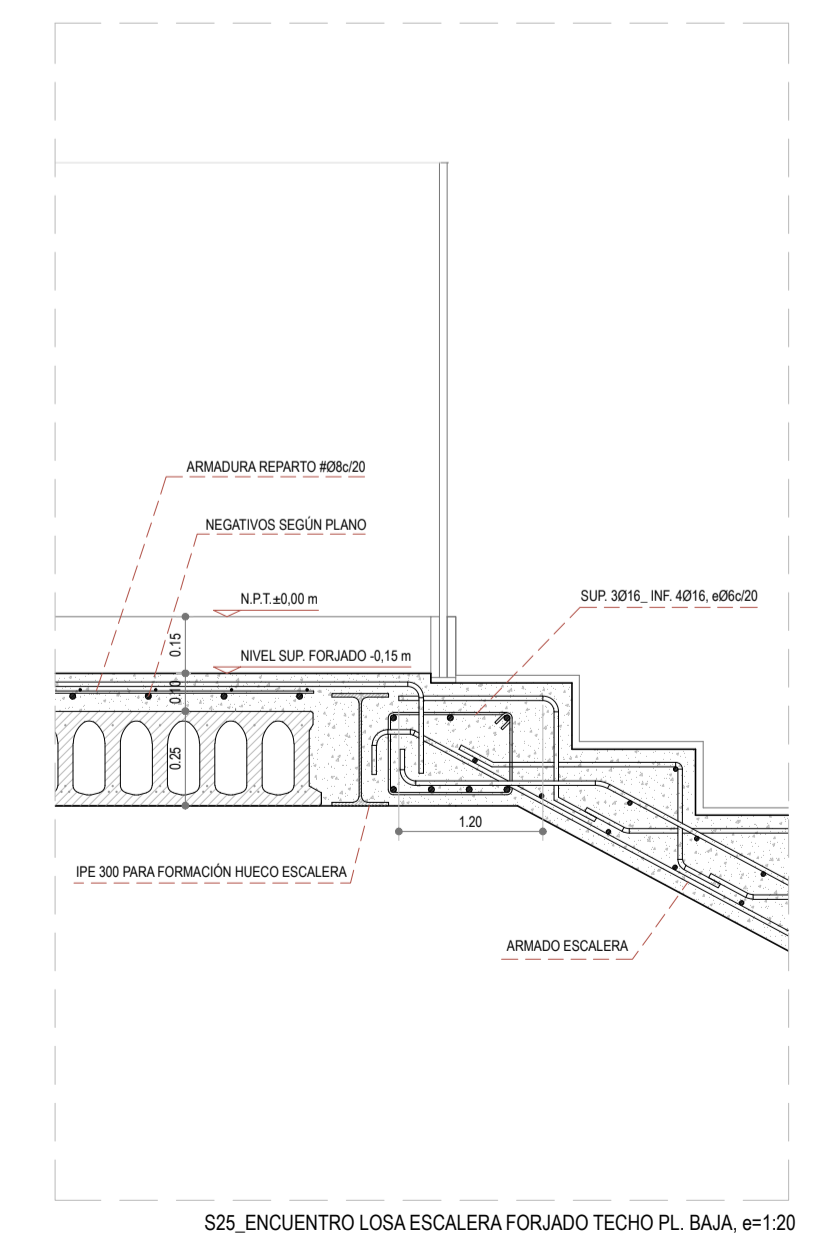 ARMADURA REPARTO #Ø8c/20
NEGATIVOS SEGÚN PLANO
N.P.T.±0,00 m
SUP. 3Ø16_ INF. 4Ø16, eØ6c/20
0.15
NIVEL SUP. FORJADO -0,15 m
0.10
0.25
1.20
IPE 300 PARA FORMACIÓN HUECO ESCALERA
ARMADO ESCALERA
S25_ENCUENTRO LOSA ESCALERA FORJADO TECHO PL. BAJA, e=1:20